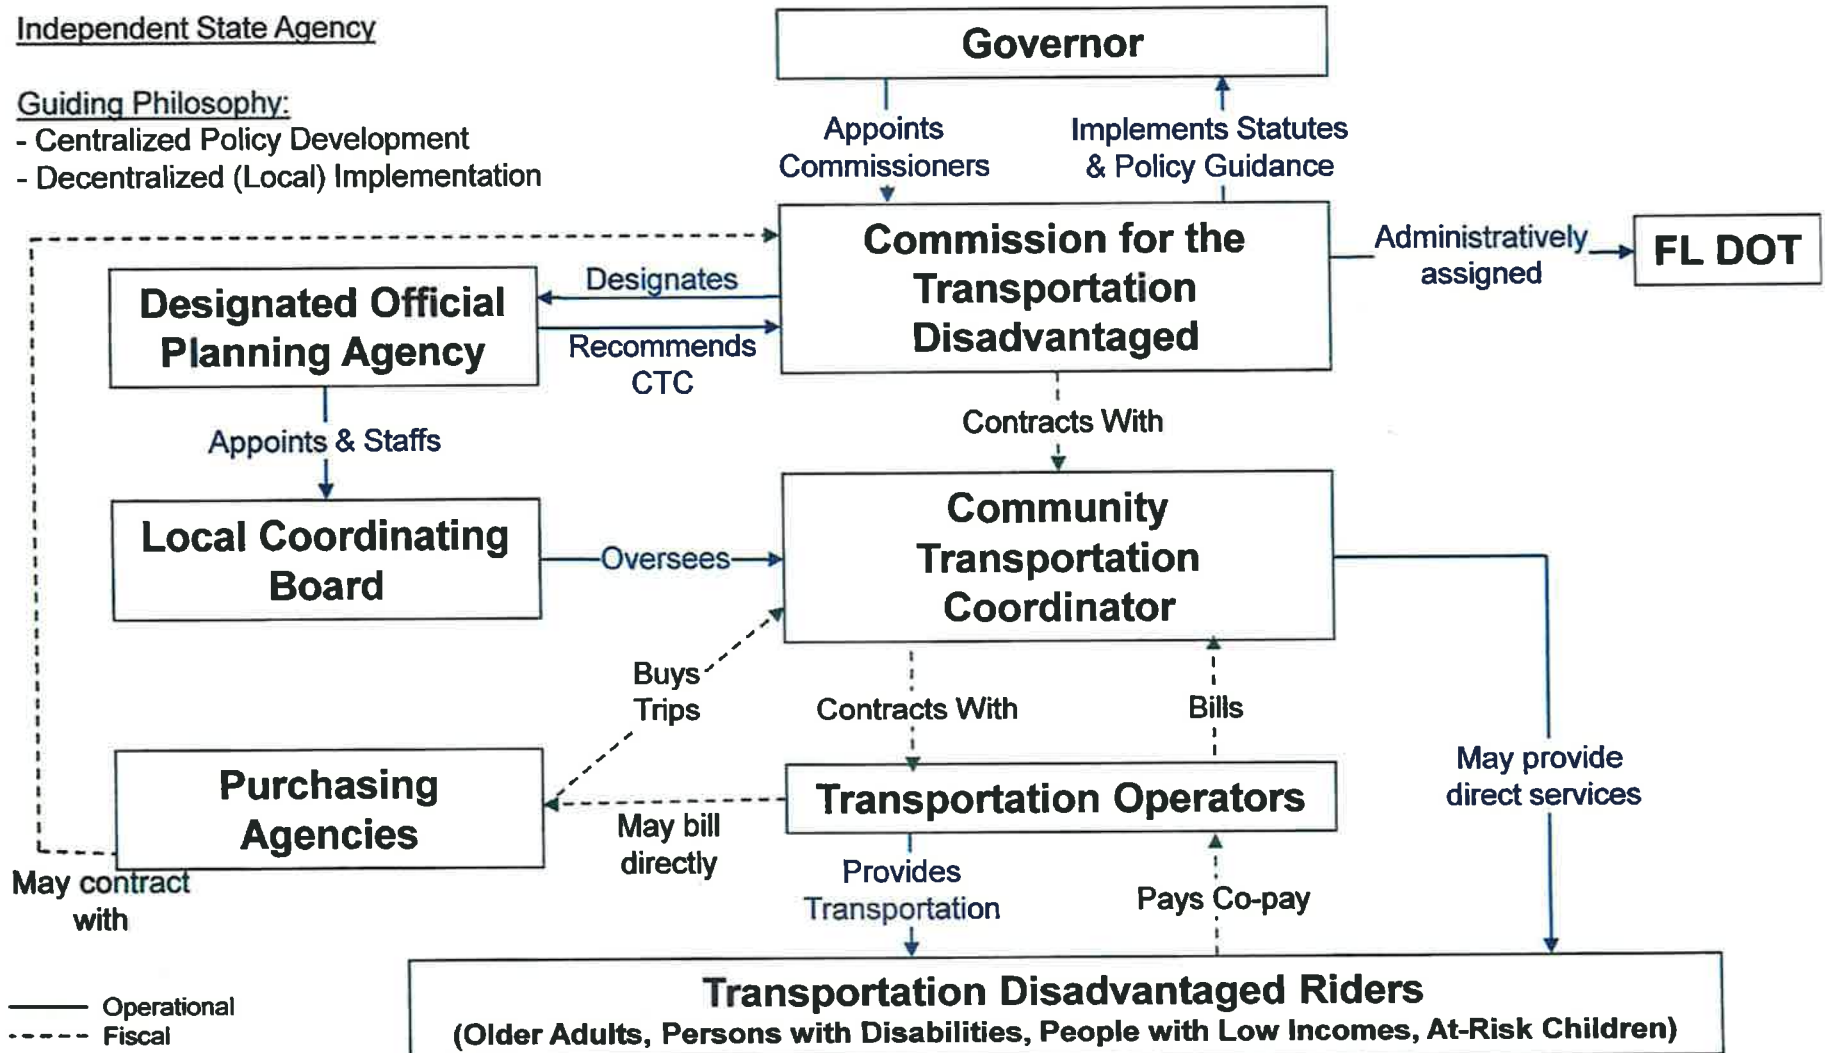 Independent State Agency
Guiding Philosophy:
- Centralized Policy Development
- Decentralized (Local) Implementation
Governor
Appoints
Commissioners
Implements Statutes
& Policy Guidance
Commission for the
Transportation
Disadvantaged
Administratively
assigned
FL DOT
Designates
Designated Official
Planning Agency
Recommends
CTC
Contracts With
Appoints & Staffs
Local Coordinating
Board
Oversees
Community
Transportation
Coordinator
Buys
Trips
Contracts With
Bills
May provide
direct services
Purchasing
Agencies
May bill
directly
Transportation Operators
May contract
with
Provides
Transportation
Pays Co-pay
Transportation Disadvantaged Riders
(Older Adults, Persons with Disabilities, People with Low Incomes, At-Risk Children)
Operational
Fiscal